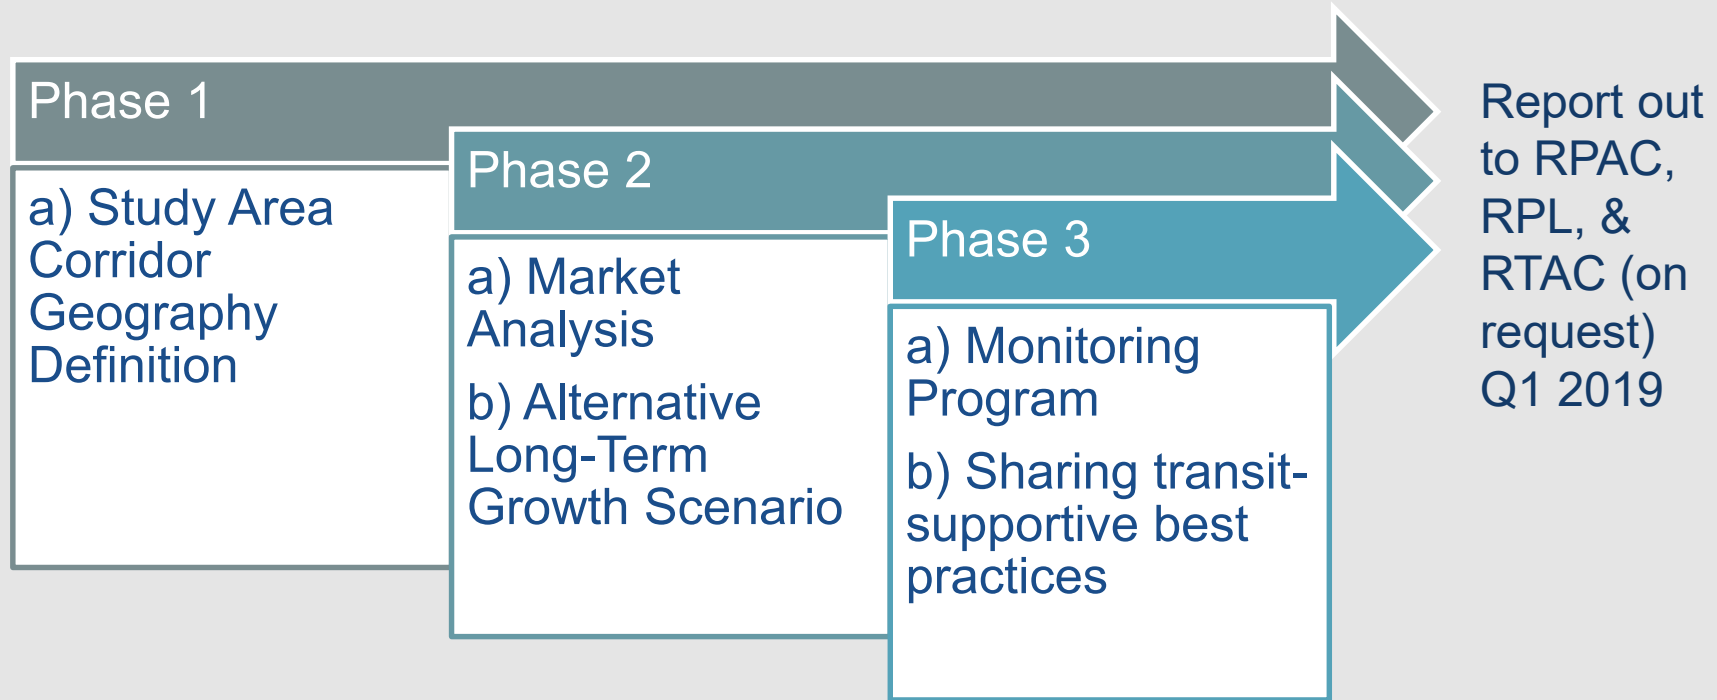 Phase 1
a) Study Area
Corridor
Geography
Definition
Phase 2
a) Market
Analysis
b) Alternative
Long-Term
Growth Scenario
Phase 3
a) Monitoring
Program
b) Sharing transit-
supportive best
practices
Report out
to RPAC,
RPL, &
RTAC (on
request)
Q1 2019